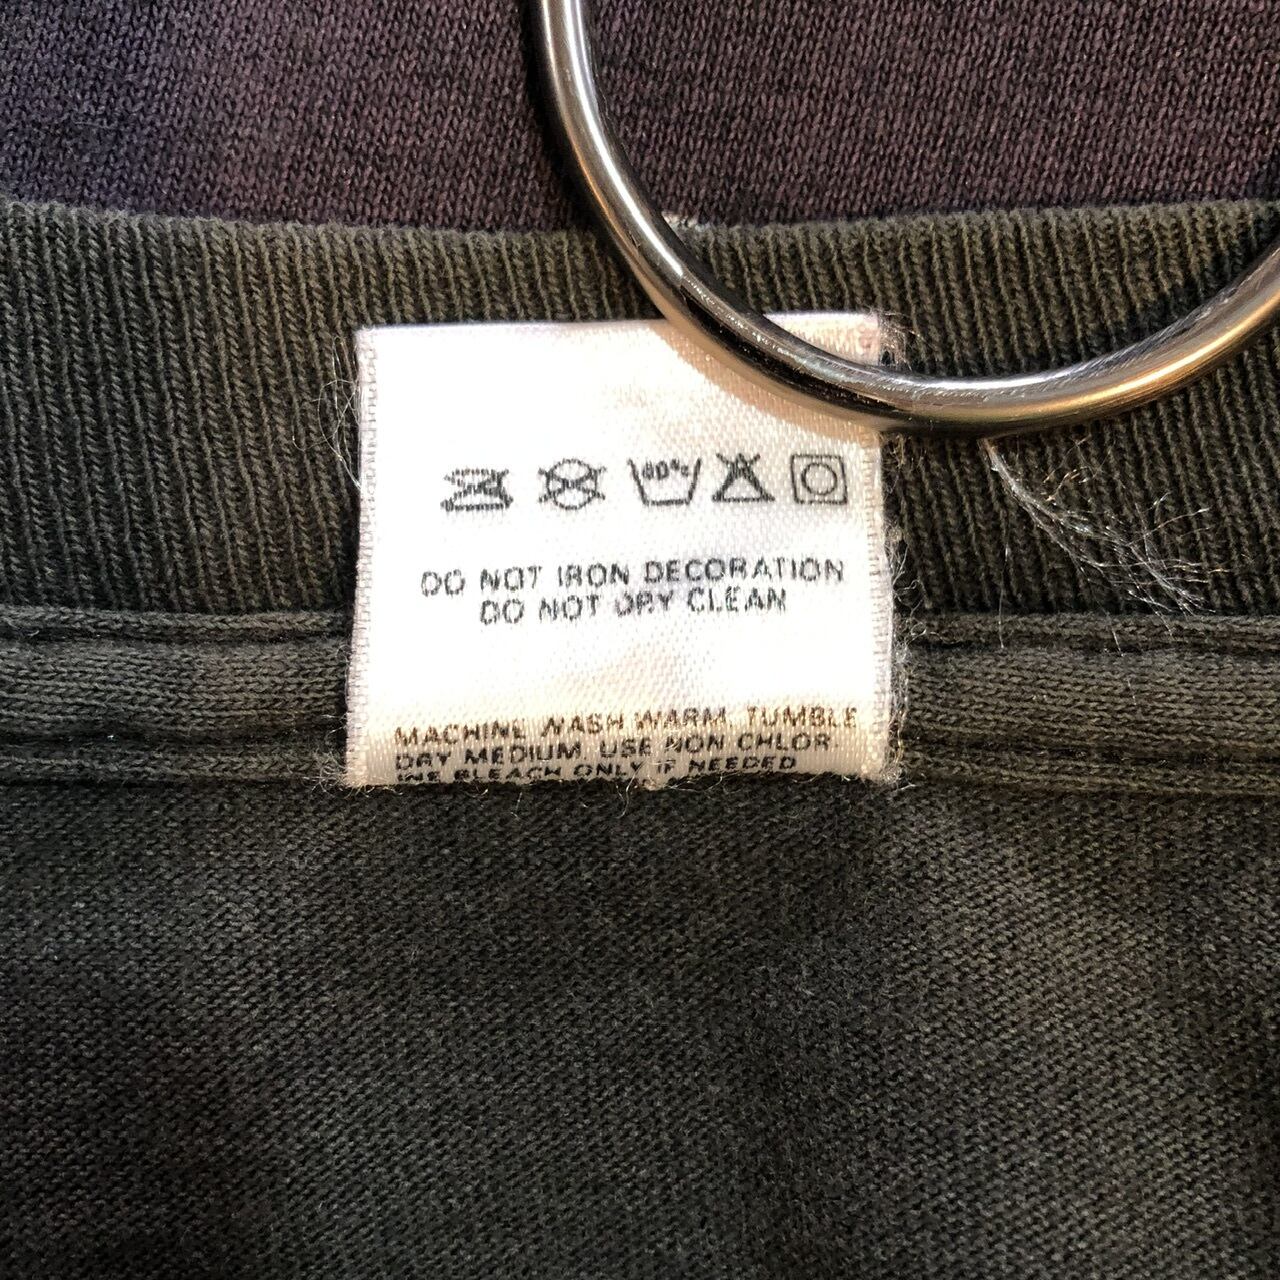 DO NOT IRON DECORATION
DO NOT DRY CLEAN
MACHINE WASH WARM. TUMBLE
DRY MEDIUM. USE NON CHLOR.
INE BLEACH ONLY IF NEEDED